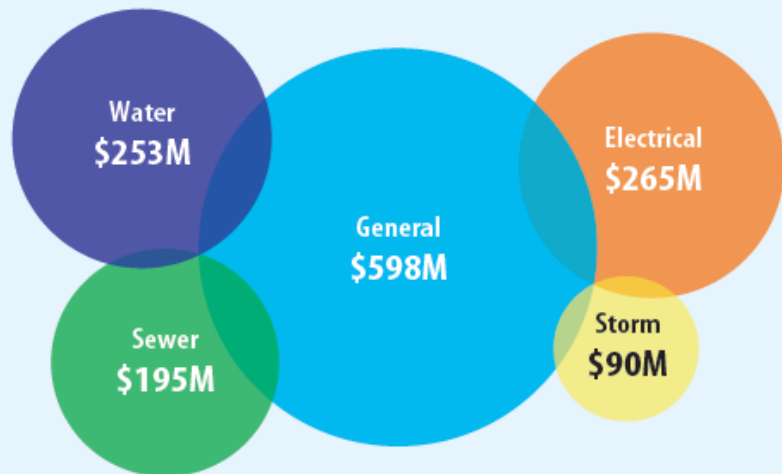 Water
$253M
General
$598M
Electrical
$265M
Sewer
$195M
Storm
$90M